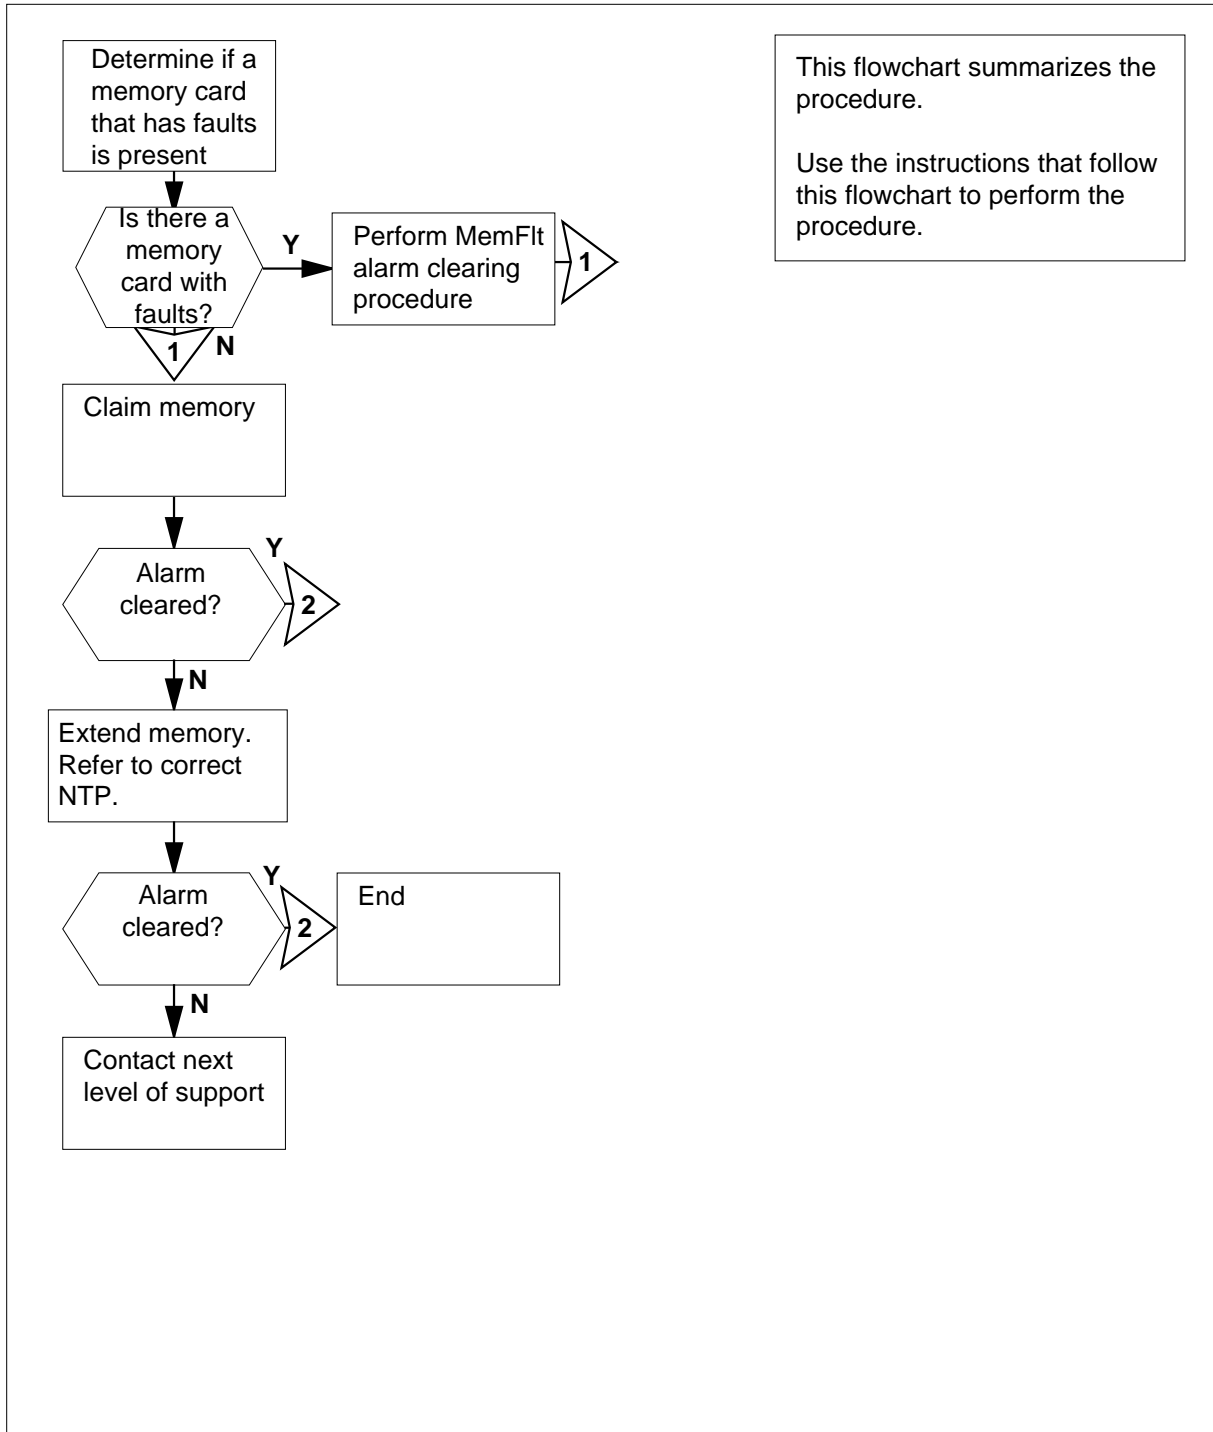 Determine if a
memory card
that has faults
is present
This flowchart summarizes the
procedure.
Use the instructions that follow
this flowchart to perform the
procedure.
Is there a
memory
card with
faults?
Y
Perform MemFlt
alarm clearing
procedure
1
1
N
Claim memory
Alarm
cleared?
Y
2
N
Extend memory.
Refer to correct
NTP.
Alarm
cleared?
Y
2
End
N
Contact next
level of support